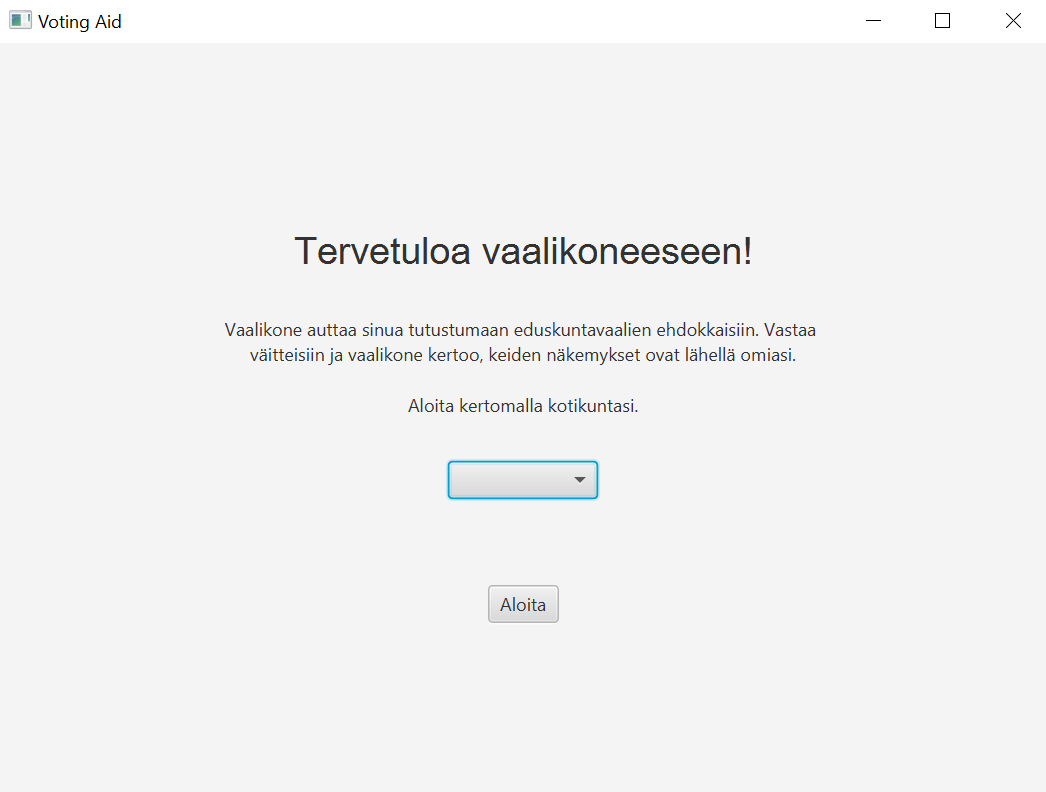 Voting Aid
Tervetuloa vaalikoneeseen!
Vaalikone auttaa sinua tutustumaan eduskuntavaalien ehdokkaisiin. Vastaa
väitteisiin ja vaalikone kertoo, keiden näkemykset ovat lähellä omiasi.
Aloita kertomalla kotikuntasi.
Aloita